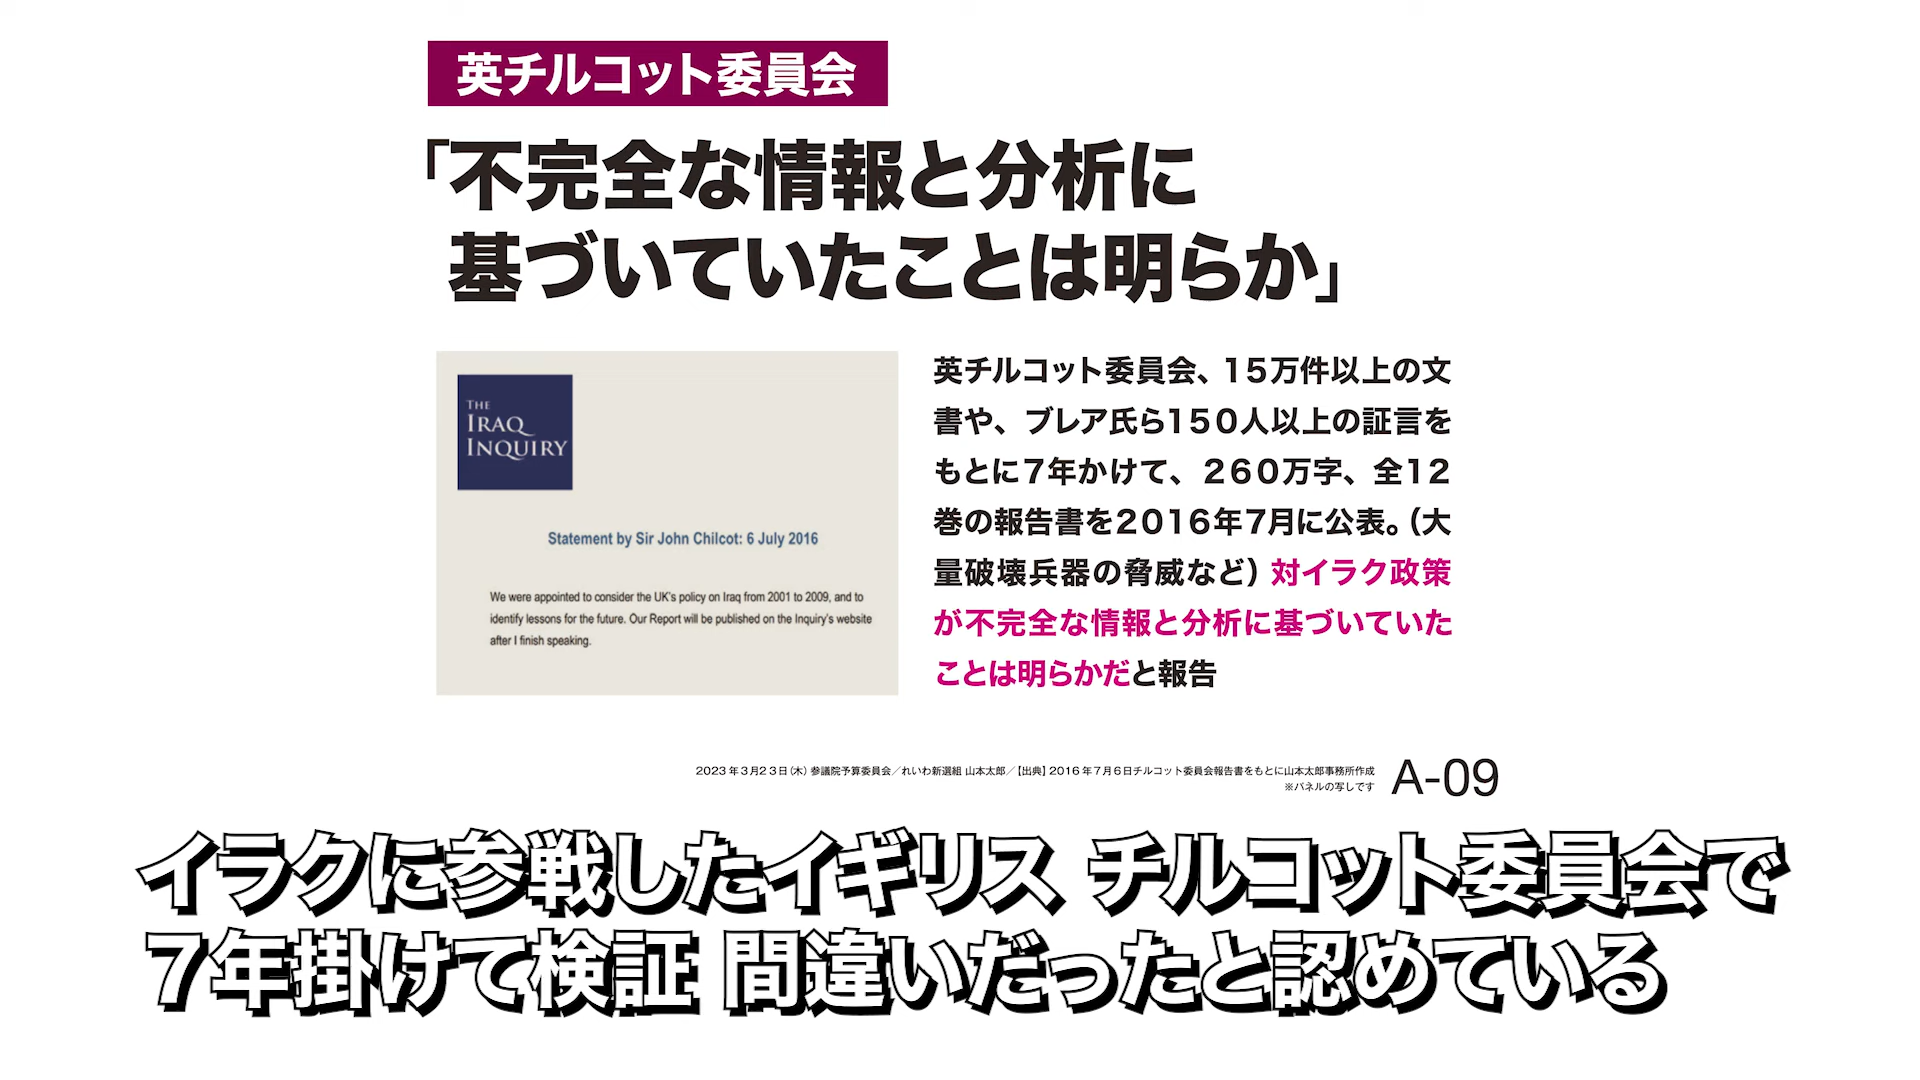 英チルコット委員会
「不完全な情報と分析に
基づいていたことは明らか」
THE
IRAQ
INQUIRY
Statement by Sir John Chilcot: 6 July 2016
We were appointed to consider the UK's policy on Iraq from 2001 to 2009, and to
identify lessons for the future. Our Report will be published on the Inquiry's website
after I finish speaking.
英チルコット委員会、15万件以上の文
書や、ブレア氏ら150人以上の証言を
もとに7年かけて、260万字、全12
巻の報告書を2016年7月に公表。(大
量破壊兵器の脅威など)対イラク政策
が不完全な情報と分析に基づいていた
ことは明らかだと報告
2023年3月23日(木)参議院予算委員会/れいわ新選組 山本太郎/【出典】2016年7月6日チルコット委員会報告書をもとに山本太郎事務所作成
※パネルの写しです
A-09
イラクに参戦したイギリス チルコット委員会で
7年掛けて検証 間違いだったと認めている